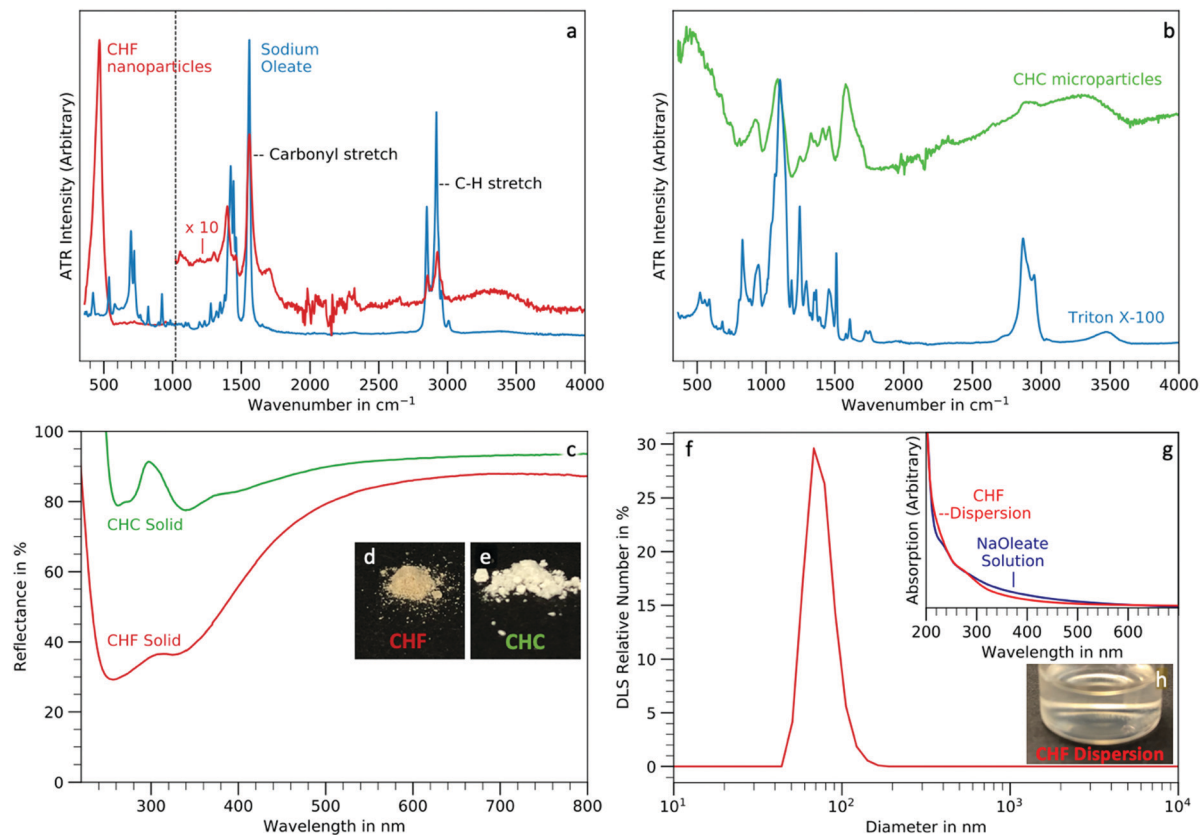 a
CHF
nanoparticles
Sodium
Oleate
-- Carbonyl stretch
-- C-H stretch
x 10
ATR Intensity (Arbitrary)
500 1000 1500 2000 2500 3000 3500 4000
Wavenumber in cm⁻¹
b
CHC microparticles
Triton X-100
ATR Intensity (Arbitrary)
500 1000 1500 2000 2500 3000 3500 4000
Wavenumber in cm⁻¹
c
100
80
60
40
20
0
Reflectance in %
CHC Solid
CHF Solid
d
CHF
e
CHC
300 400 500 600 700 800
Wavelength in nm
f
30
25
20
15
10
5
0
DLS Relative Number in %
10¹ 10² 10³ 10⁴
Diameter in nm
g
Absorption (Arbitrary)
CHF
--Dispersion
NaOleate
Solution
200 300 400 600
Wavelength in nm
h
CHF Dispersion